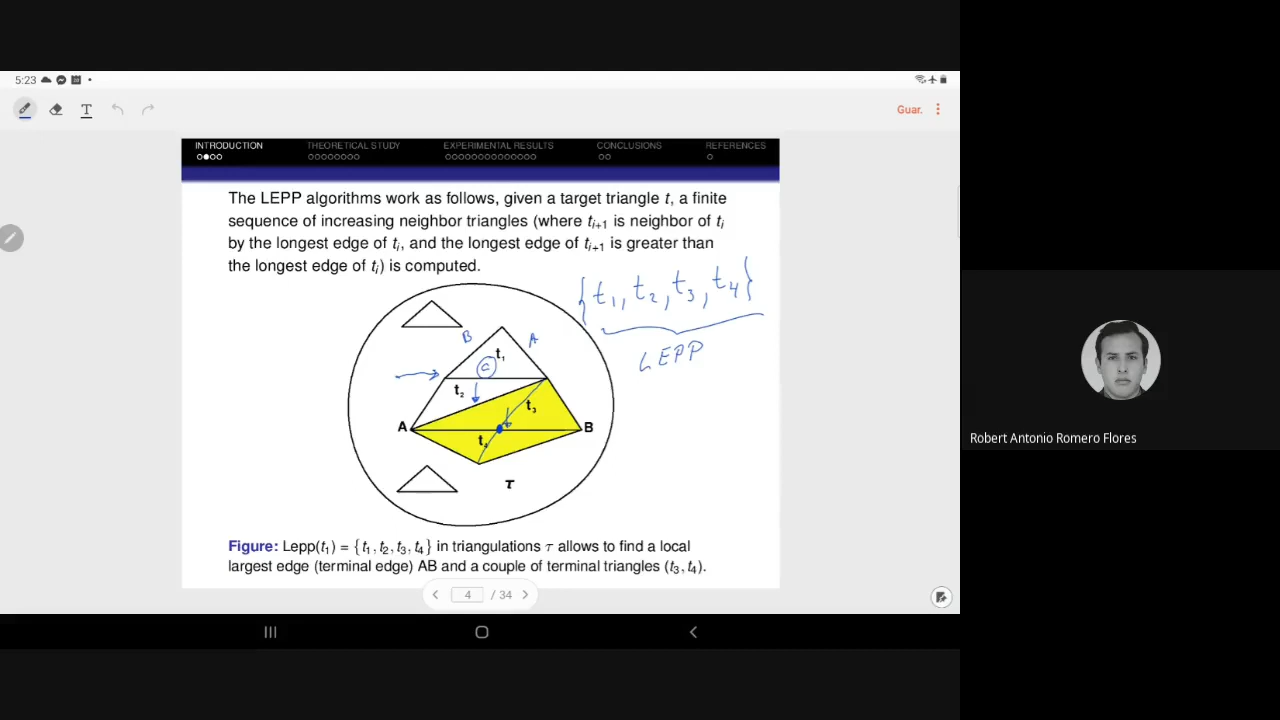 5:23
Guar.
INTRODUCTION THEORETICAL STUDY EXPERIMENTAL RESULTS CONCLUSIONS REFERENCES
The LEPP algorithms work as follows, given a target triangle t, a finite
sequence of increasing neighbor triangles (where tᵢ₊₁ is neighbor of tᵢ
by the longest edge of tᵢ, and the longest edge of tᵢ₊₁ is greater than
the longest edge of tᵢ) is computed.
{t₁, t₂, t₃, t₄}
LEPP
B A
t₁
t₂
t₃
A B
t₄
τ
Figure: Lepp(t₁) = {t₁, t₂, t₃, t₄} in triangulations τ allows to find a local
largest edge (terminal edge) AB and a couple of terminal triangles (t₃, t₄).
4 / 34
Robert Antonio Romero Flores